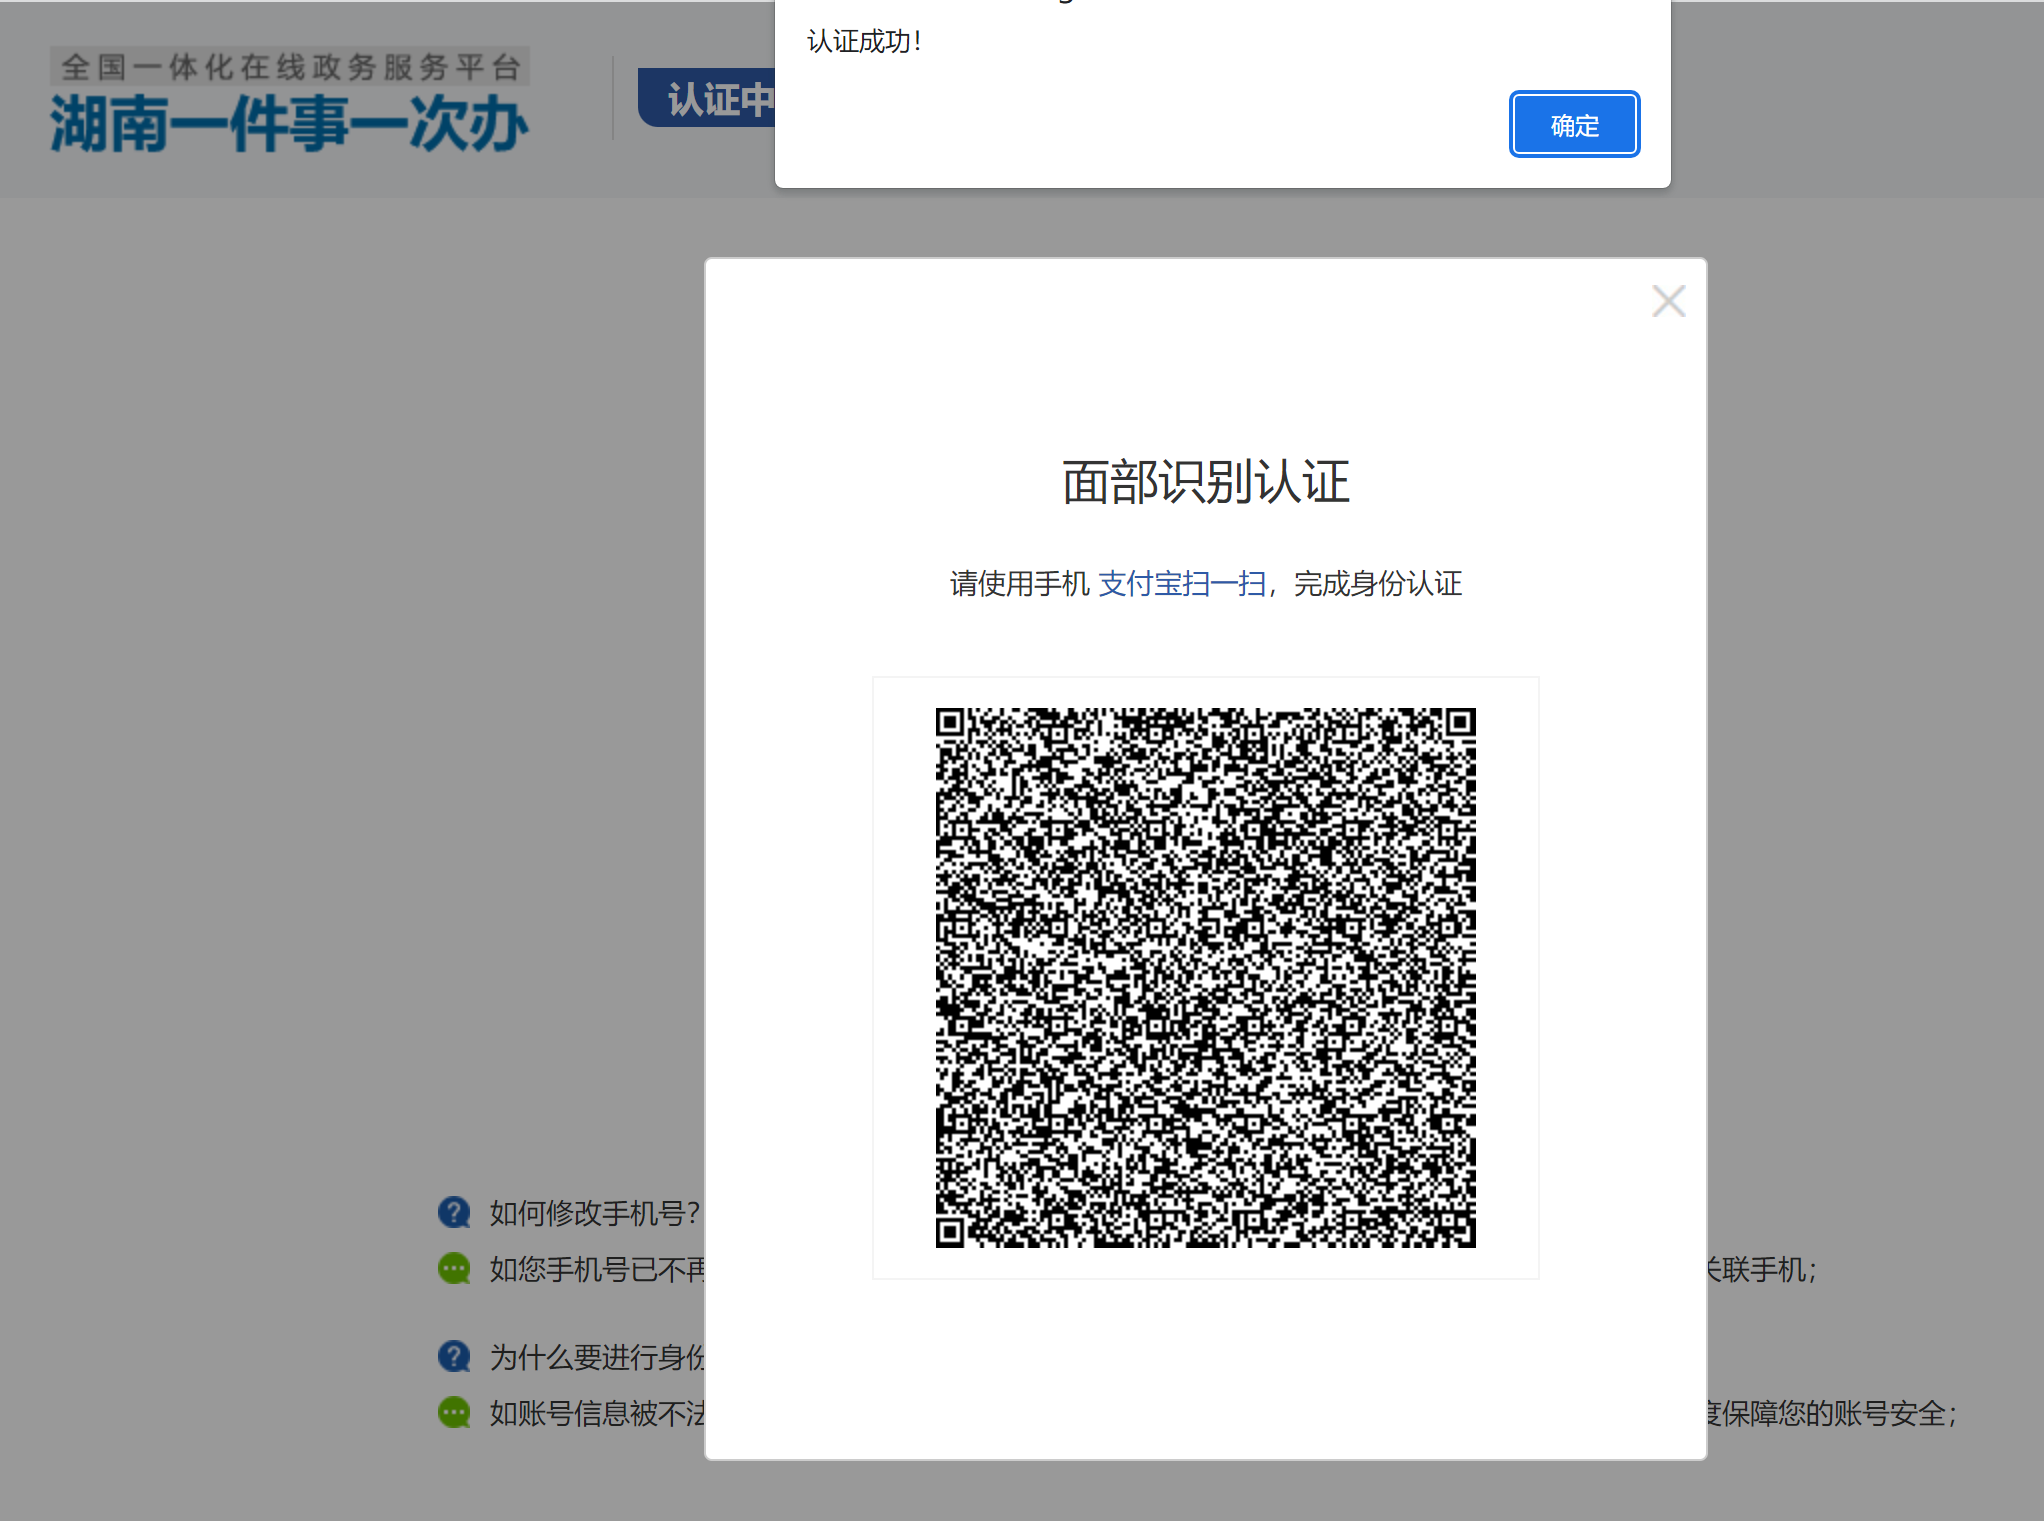 认证成功！
确定
全国一体化在线政务服务平台
湖南一件事一次办
认证中
面部识别认证
请使用手机 支付宝扫一扫，完成身份认证
如何修改手机号？
如您手机号已不再
关联手机；
为什么要进行身份
如账号信息被不法
度保障您的账号安全；